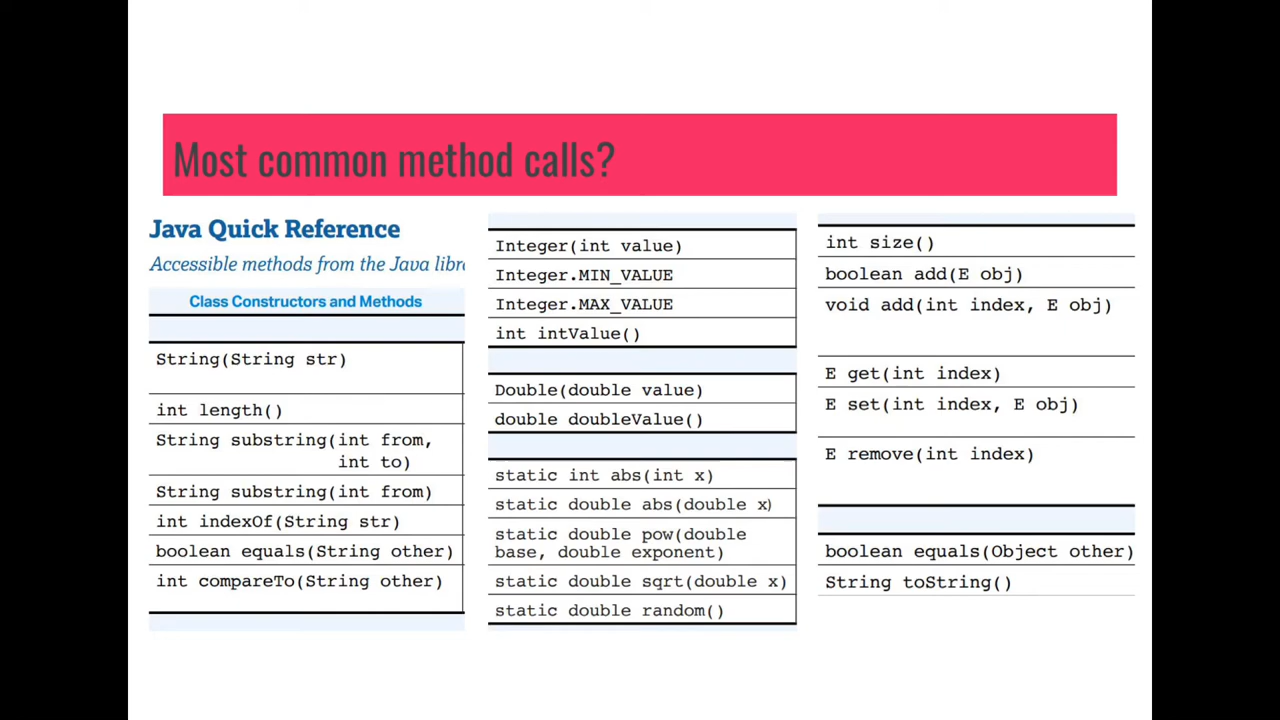 Most common method calls?
Java Quick Reference
Accessible methods from the Java
Class Constructors and Methods
String(String str)
int length()
String substring(int from,
int to)
String substring(int from)
int indexOf(String str)
boolean equals(String other)
int compareTo(String other)
Integer(int value)
Integer.MIN_VALUE
Integer.MAX_VALUE
int intValue()
Double(double value)
double doubleValue()
static int abs(int x)
static double abs(double x)
static double pow(double
base, double exponent)
static double sqrt(double x)
static double random()
int size()
boolean add(E obj)
void add(int index, E obj)
E get(int index)
E set(int index, E obj)
E remove(int index)
boolean equals(Object other)
String toString()